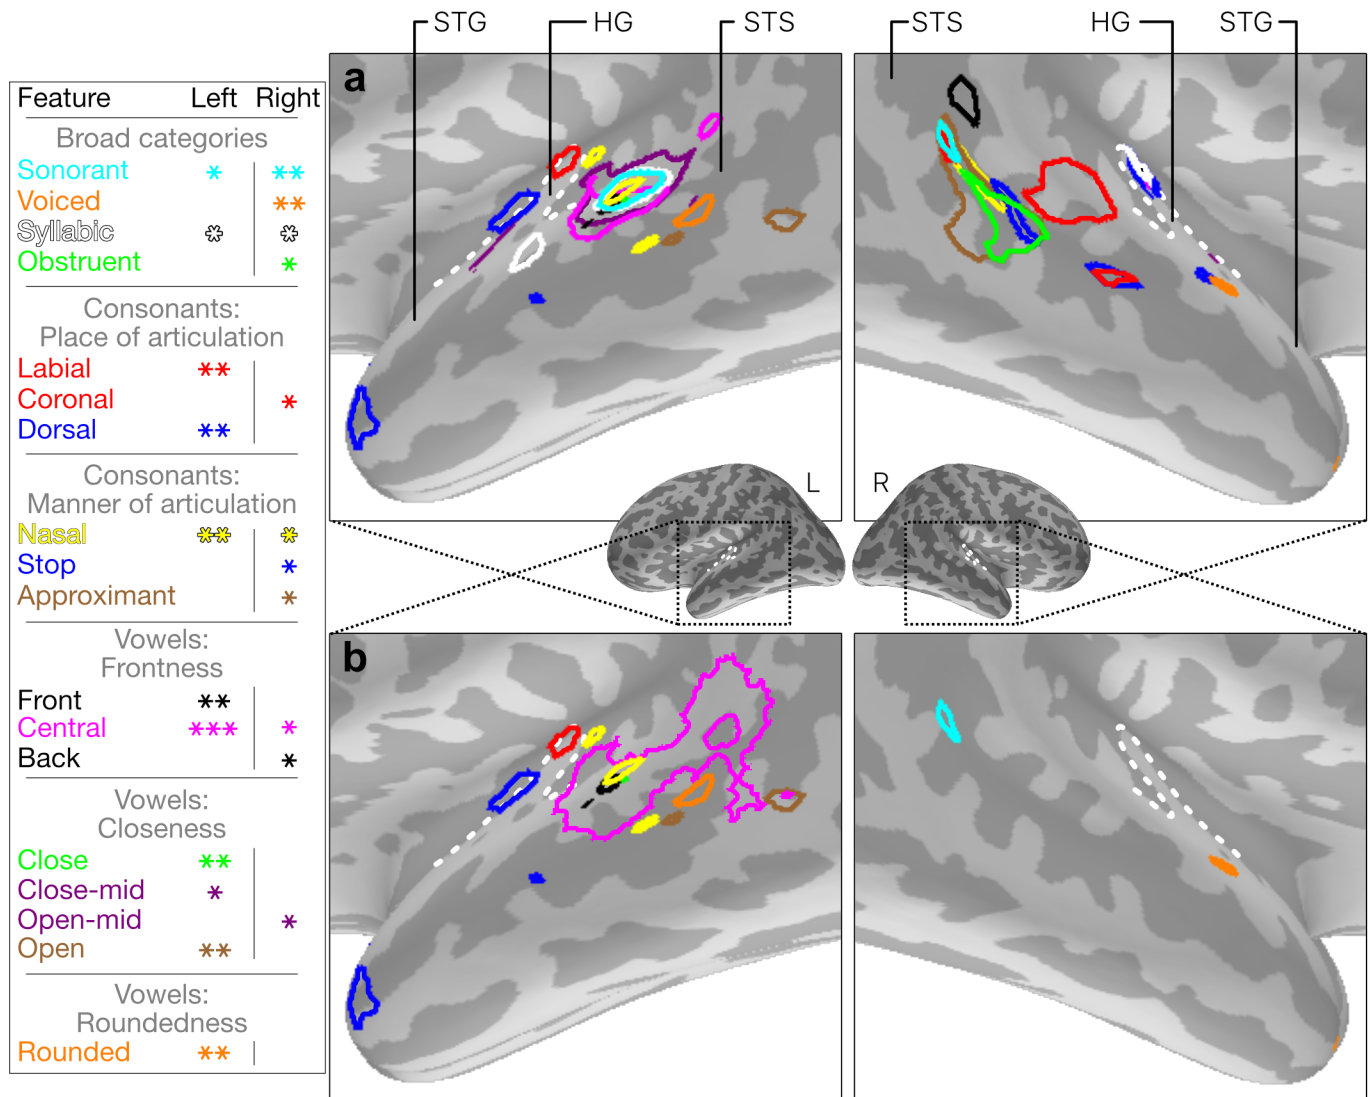 STG HG STS STS HG STG
Feature Left Right
Broad categories
Sonorant * **
Voiced **
Syllabic * *
Obstruent *
Consonants:
Place of articulation
Labial **
Coronal *
Dorsal **
Consonants:
Manner of articulation
Nasal ** *
Stop *
Approximant *
Vowels:
Frontness
Front **
Central *** *
Back *
Vowels:
Closeness
Close **
Close-mid *
Open-mid *
Open **
Vowels:
Roundedness
Rounded **
a
L R
b